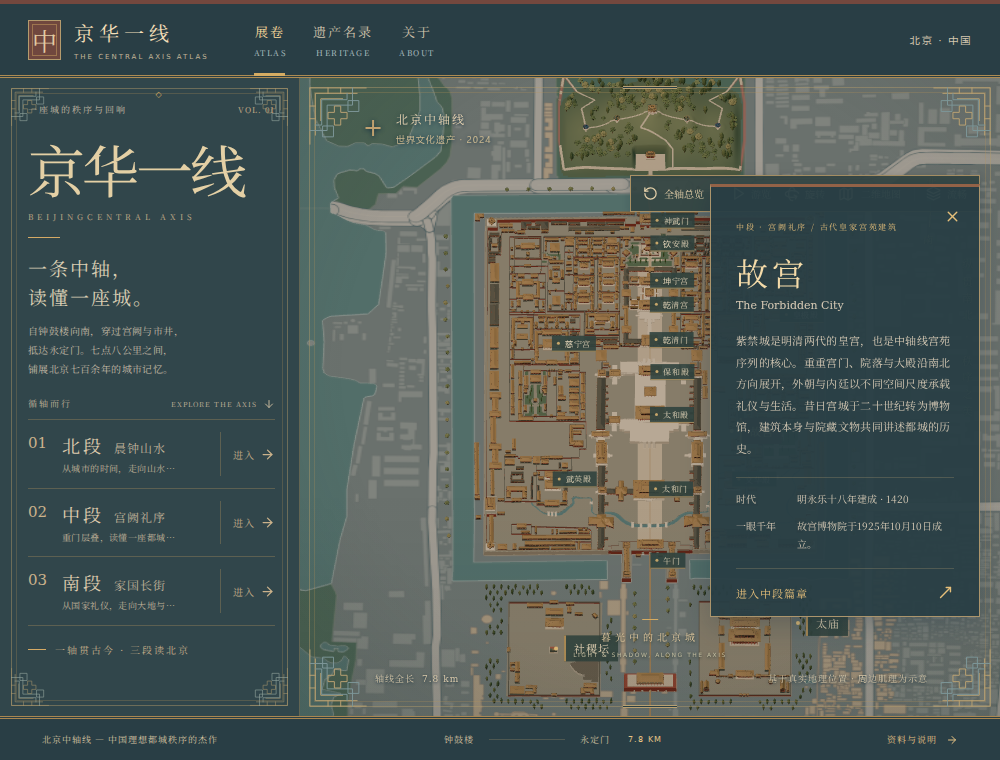 中
京华一线
THE CENTRAL AXIS ATLAS
展卷
ATLAS
遗产名录
HERITAGE
关于
ABOUT
北京 · 中国
座城的秩序与回响
VOL.
京华一线
BEIJINGCENTRAL AXIS
一条中轴，
读懂一座城。
自钟鼓楼向南，穿过宫阙与市井，
抵达永定门。七点八公里之间，
铺展北京七百余年的城市记忆。
循轴而行
EXPLORE THE AXIS
01 北段 晨钟山水
从城市的时间，走向山水…
进入
02 中段 宫阙礼序
重门层叠，读懂一座都城…
进入
03 南段 家国长街
从国家礼仪，走向大地与…
进入
一轴贯古今 · 三段读北京
北京中轴线
世界文化遗产 · 2024
全轴总览
神武门
钦安殿
坤宁宫
乾清宫
乾清门
慈宁宫
保和殿
太和殿
武英殿
太和门
午门
社稷坛
太庙
中段 · 宫阙礼序 / 古代皇家宫苑建筑
故宫
The Forbidden City
紫禁城是明清两代的皇宫，也是中轴线宫苑
序列的核心。重重宫门、院落与大殿沿南北
方向展开，外朝与内廷以不同空间尺度承载
礼仪与生活。昔日宫城于二十世纪转为博物
馆，建筑本身与院藏文物共同讲述都城的历
史。
时代 明永乐十八年建成 · 1420
一眼千年 故宫博物院于1925年10月10日成
立。
进入中段篇章
暮光中的北京城
SHADOW, ALONG THE AXIS
轴线全长 7.8 km
基于真实地理位置 · 周边肌理为示意
北京中轴线 — 中国理想都城秩序的杰作
钟鼓楼
永定门
7.8 KM
资料与说明